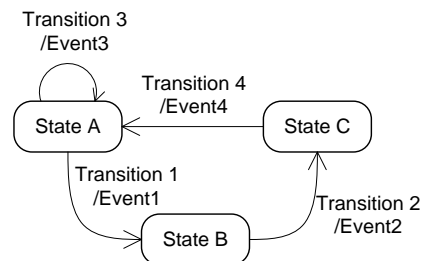 Transition 3
/Event3
Transition 4
/Event4
State A
State C
Transition 1
/Event1
Transition 2
/Event2
State B